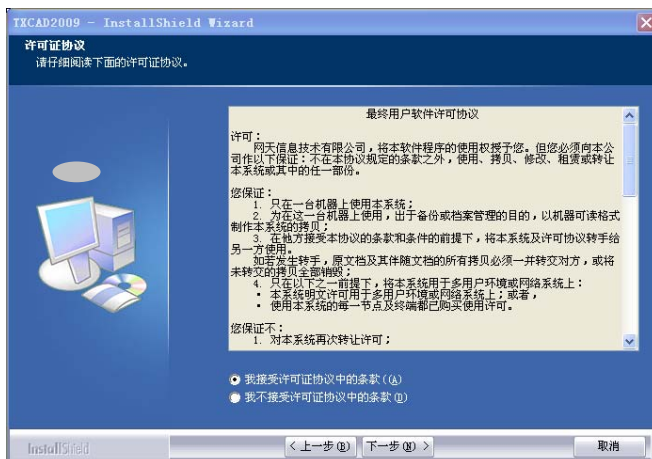 TXCAD2009 - InstallShield Wizard
许可证协议
请仔细阅读下面的许可证协议。
最终用户软件许可协议
许可：
网天信息技术有限公司，将本软件程序的使用权授予您。但您必须向本公
司作以下保证：不在本协议规定的条款之外，使用、拷贝、修改、租赁或转让
本系统或其中的任一部份。
您保证：
1. 只在一台机器上使用本系统；
2. 为在这一台机器上使用，出于备份或档案管理的目的，以机器可读格式
制作本系统的拷贝；
3. 在他方接受本协议的条款和条件的前提下，将本系统及许可协议转手给
另一方使用。
如若发生转手，原文档及其伴随文档的所有拷贝必须一并转交对方，或将
未转交的拷贝全部销毁；
4. 只在以下之一前提下，将本系统用于多用户环境或网络系统上：
• 本系统明文许可用于多用户环境或网络系统上；或者，
• 使用本系统的每一节点及终端都已购买使用许可。
您保证不：
1. 对本系统再次转让许可；
我接受许可证协议中的条款((A)
我不接受许可证协议中的条款(D)
InstallShield
< 上一步(B) 下一步(N) > 取消